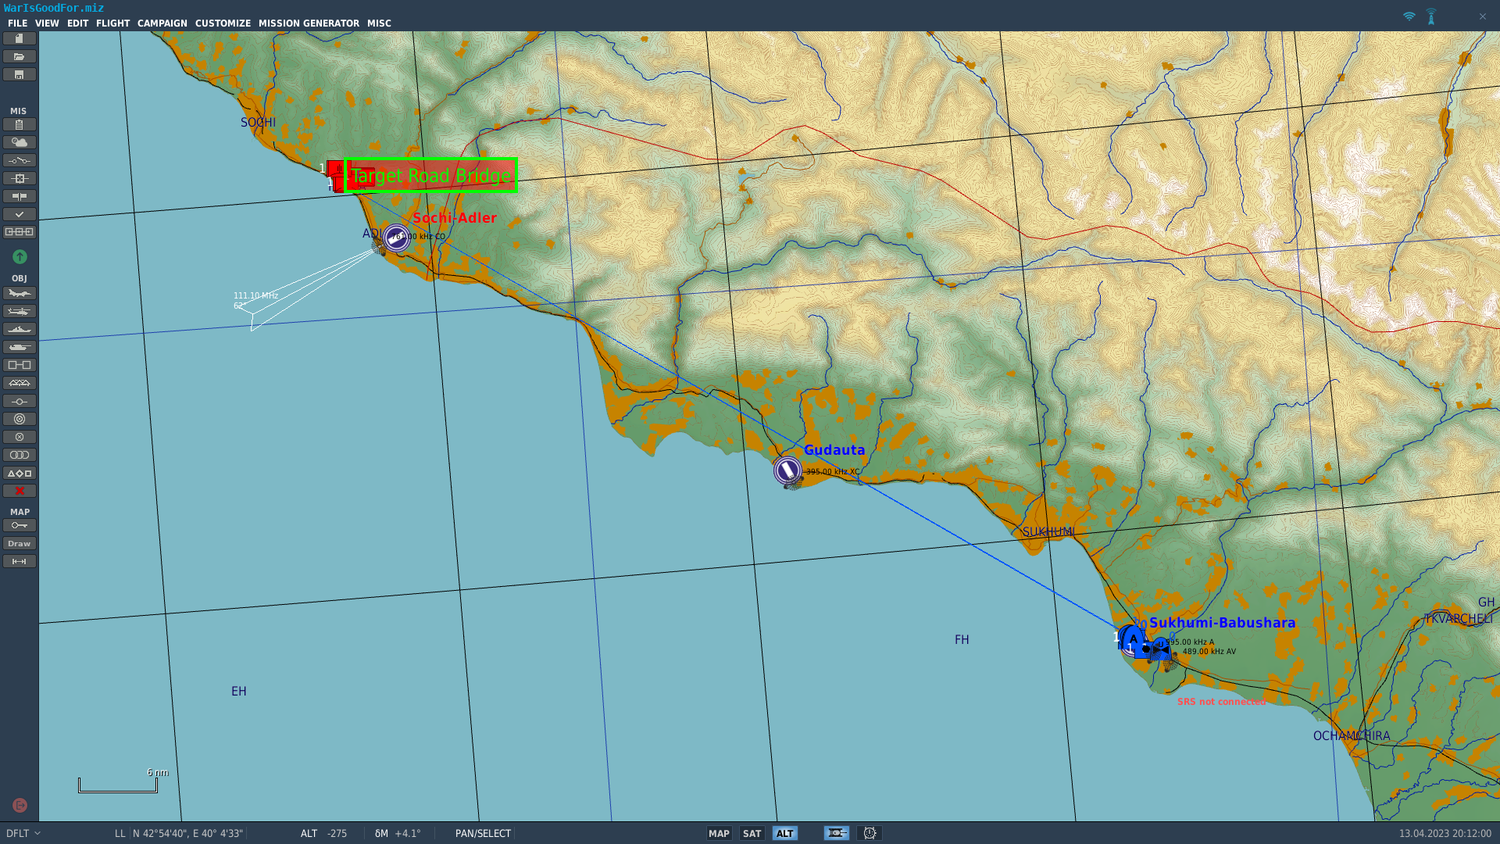 WarIsGoodFor.miz
FILE VIEW EDIT FLIGHT CAMPAIGN CUSTOMIZE MISSION GENERATOR MISC
MIS
OBJ
MAP
Draw
SOCHI
1
1
Target Road Bridge
Sochi-Adler
kHz CO
111.10 MHz
62°
Gudauta
395.00 kHz XC
SUKHUMI
GH
TKVARCHELI
Sukhumi-Babushara
1
1
395.00 kHz A
489.00 kHz AV
FH
EH
SRS not connected
OCHAMCHIRA
6 nm
DFLT LL N 42°54'40", E 40° 4'33" ALT -275 δM +4.1° PAN/SELECT MAP SAT ALT 13.04.2023 20:12:00